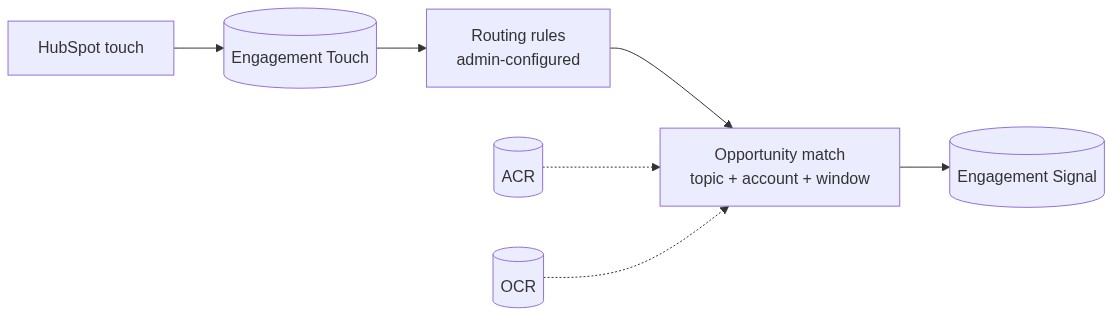 HubSpot touch
Engagement Touch
Routing rules
admin-configured
ACR
Opportunity match
topic + account + window
Engagement Signal
OCR